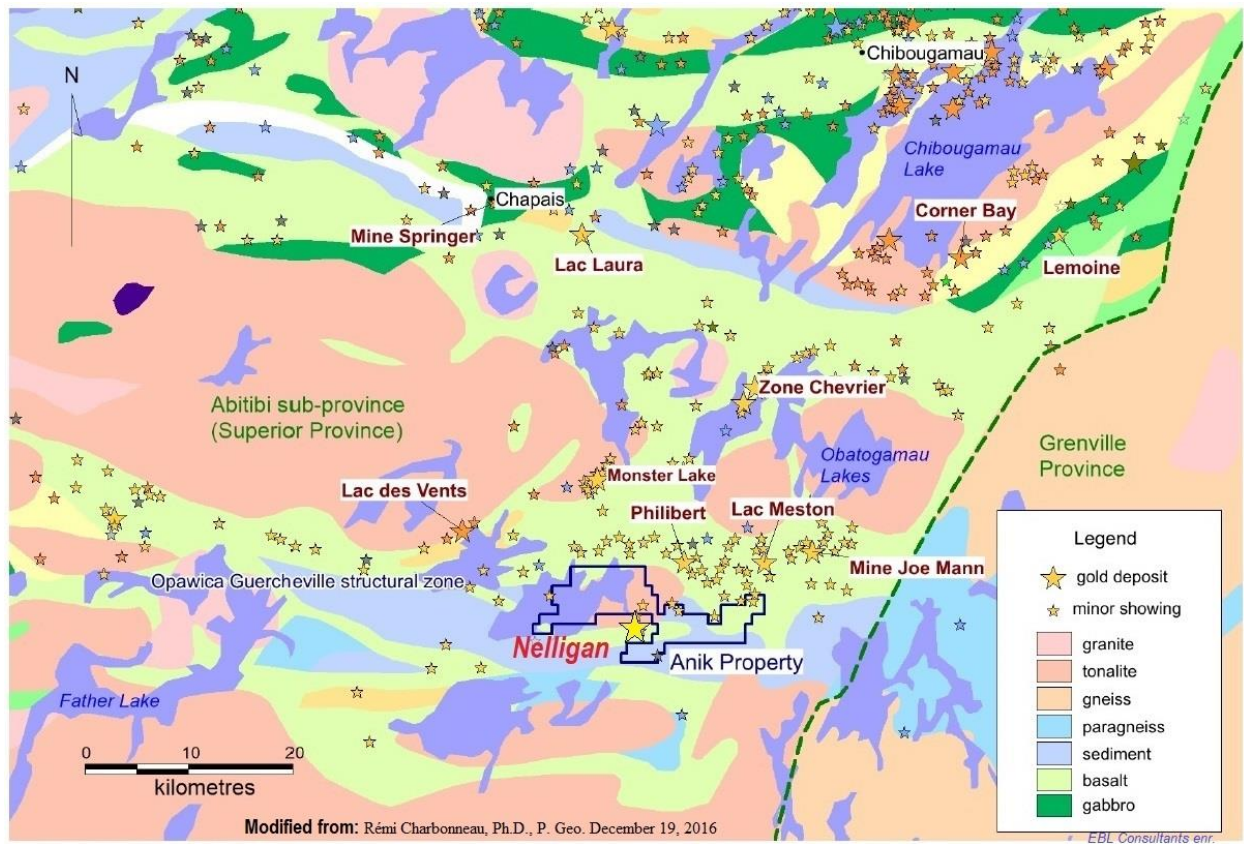 N
Chibougamau
Chibougamau
Lake
Chapais
Mine Springer
Corner Bay
Lac Laura
Lemoine
Zone Chevrier
Abitibi sub-province
(Superior Province)
Grenville
Province
Obatogamau
Lakes
Monster Lake
Lac des Vents
Philibert
Lac Meston
Mine Joe Mann
Opawica Guercheville structural zone
Nelligan
Anik Property
Father Lake
0 10 20
kilometres
Legend
gold deposit
minor showing
granite
tonalite
gneiss
paragneiss
sediment
basalt
gabbro
Modified from: Rémi Charbonneau, Ph.D., P. Geo. December 19, 2016
EBL Consultants enr.